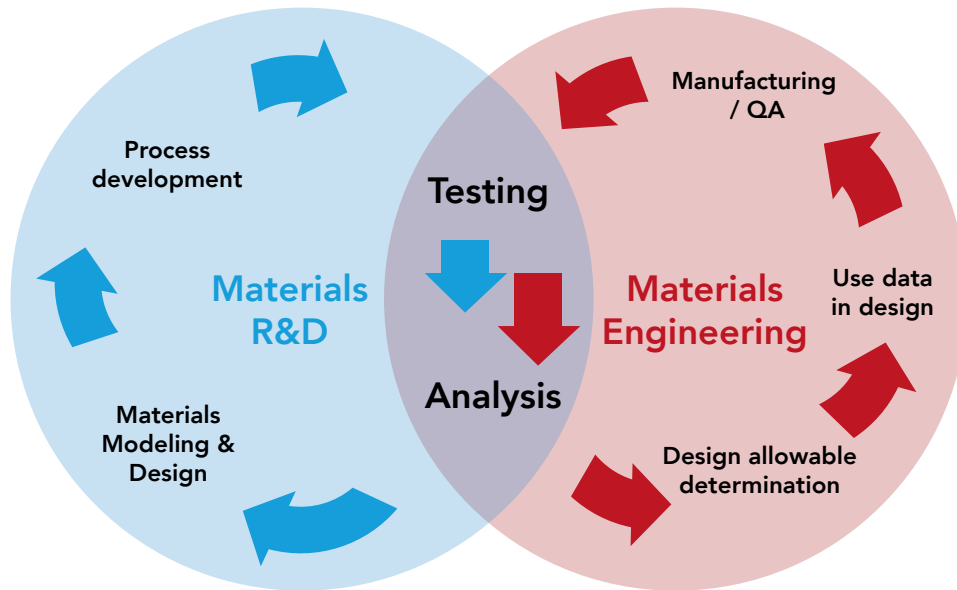 Manufacturing
/ QA
Process
development
Testing
Materials
R&D
Materials
Engineering
Use data
in design
Analysis
Materials
Modeling &
Design
Design allowable
determination